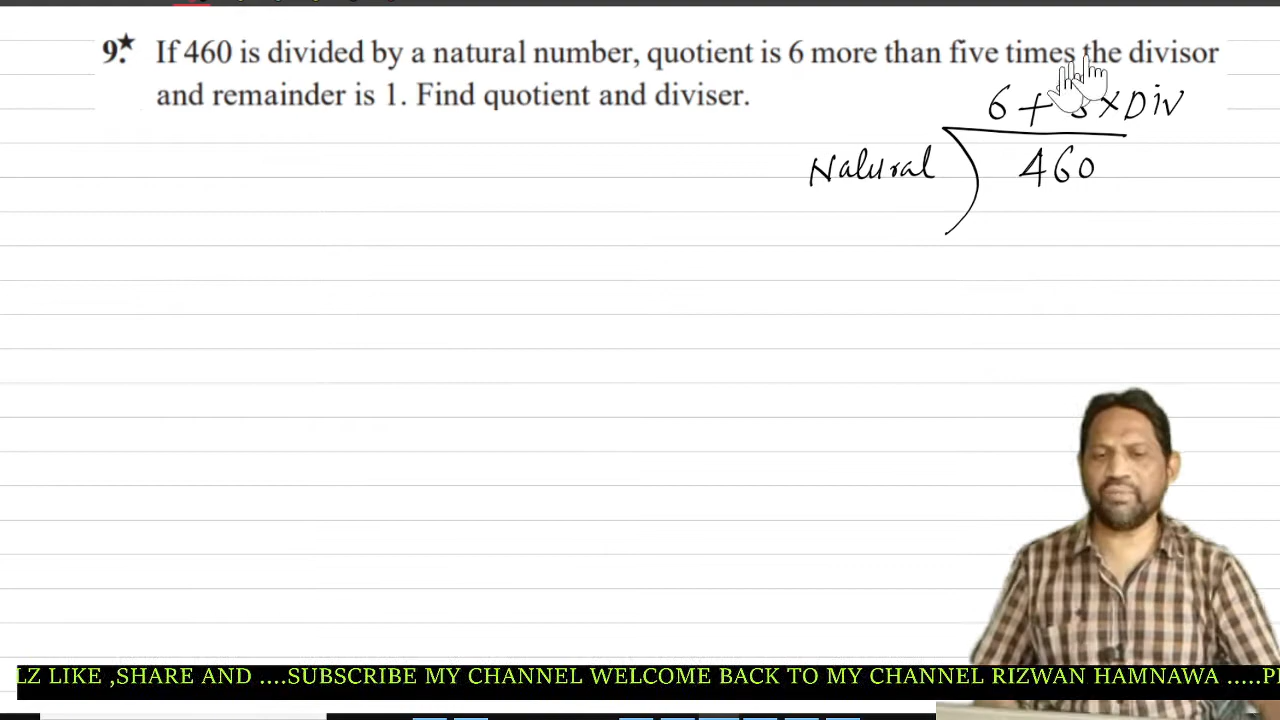 9.★ If 460 is divided by a natural number, quotient is 6 more than five times the divisor
and remainder is 1. Find quotient and diviser.
6 + 5 × Div
Natural ) 460
LZ LIKE ,SHARE AND ....SUBSCRIBE MY CHANNEL WELCOME BACK TO MY CHANNEL RIZWAN HAMNAWA .....P